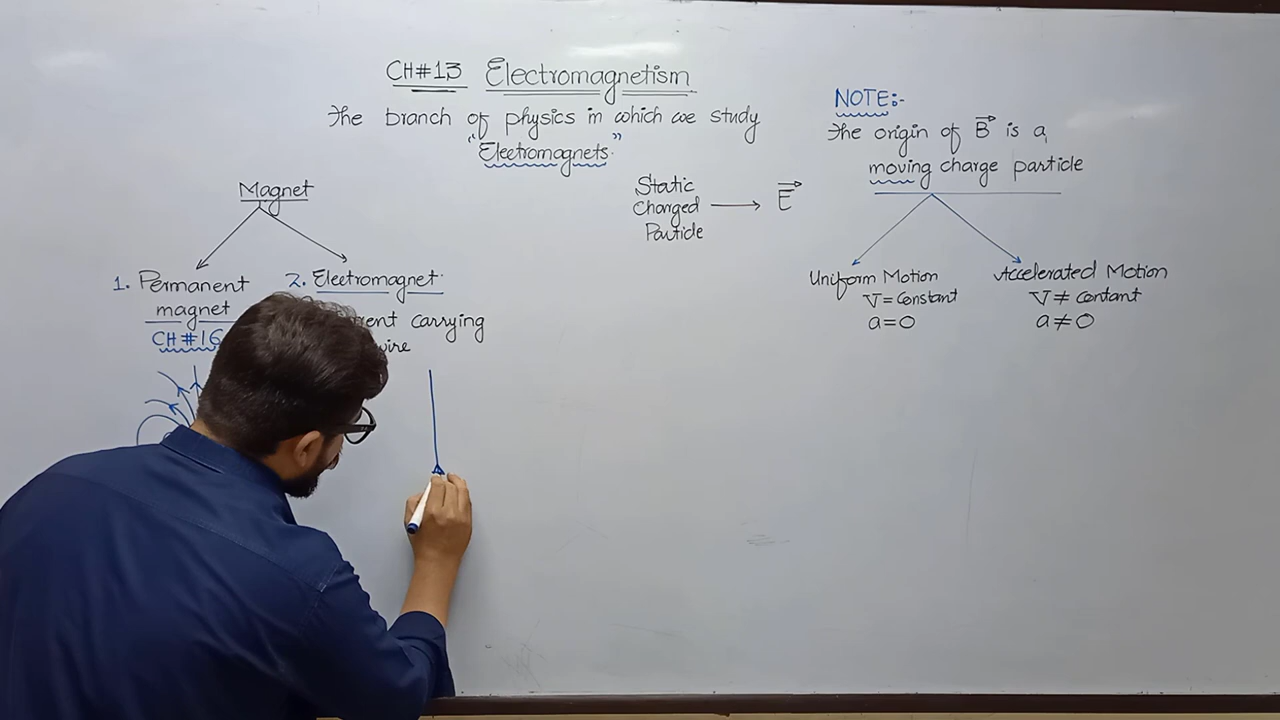 CH#13 Electromagnetism
The branch of physics in which we study
"Electromagnets."
Magnet
1. Permanent
magnet
CH#16
2. Electromagnet.
carrying
wire
Static
Charged
Particle → E⃗
NOTE:-
The origin of B⃗ is a
moving charge particle
Uniform Motion
V = constant
a = 0
Accelerated Motion
V ≠ contant
a ≠ 0